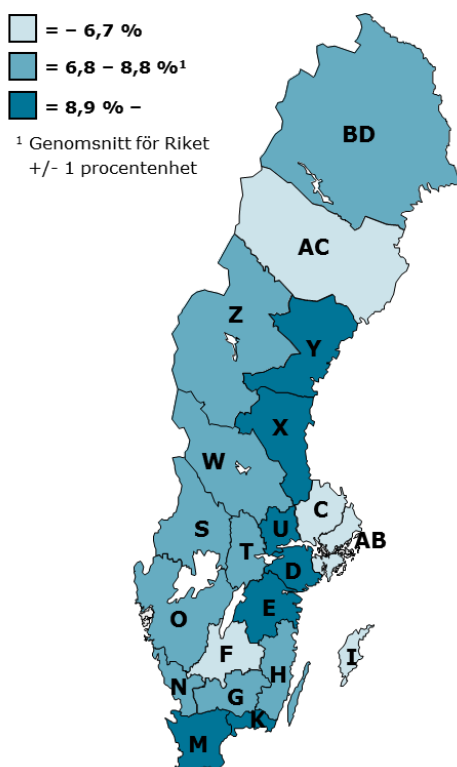 = – 6,7 %
= 6,8 – 8,8 %¹
= 8,9 % –
¹ Genomsnitt för Riket
+/- 1 procentenhet
BD
AC
Z
Y
X
W
C
S
U
AB
T
D
E
O
F
I
H
N
G
K
M